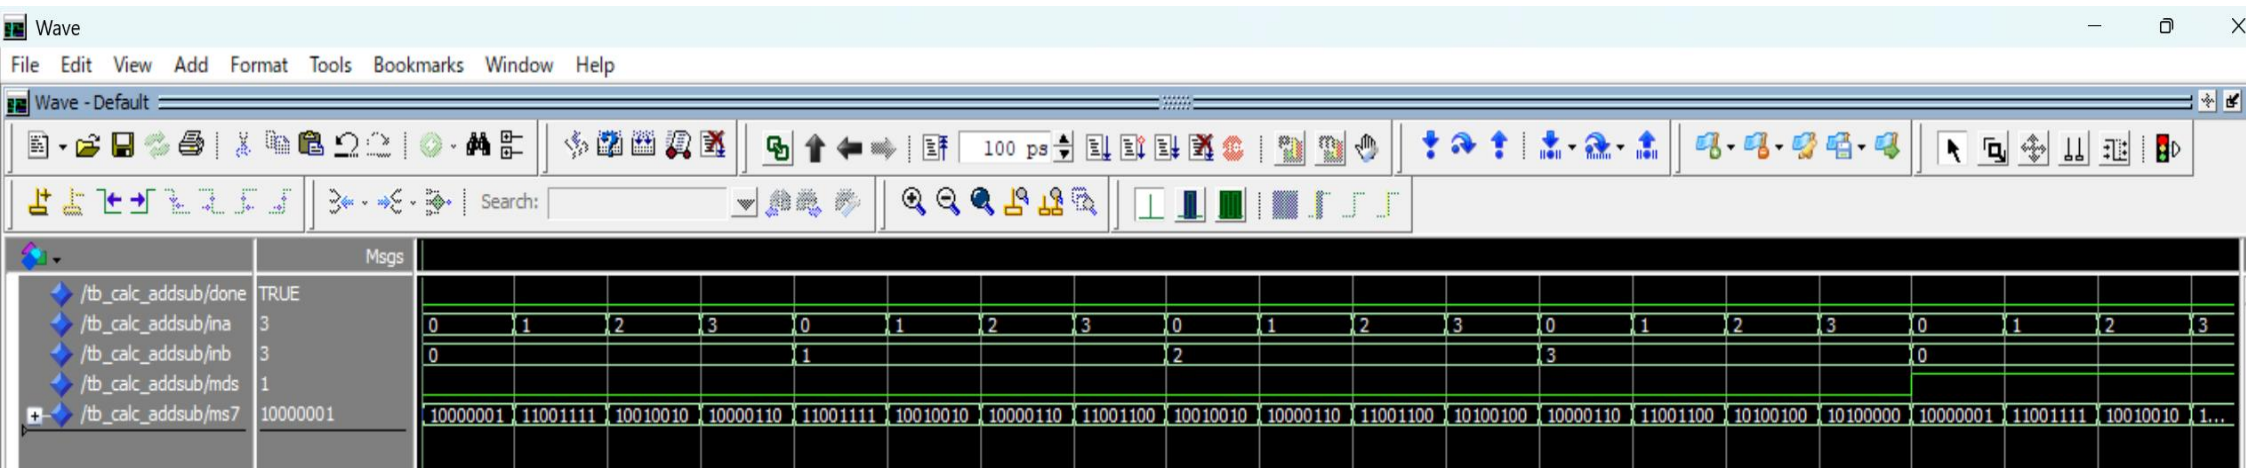 Wave
File Edit View Add Format Tools Bookmarks Window Help
Wave - Default
100 ps
Search:
Msgs
/tb_calc_addsub/done TRUE
/tb_calc_addsub/ina 3 0 1 2 3 0 1 2 3 0 1 2 3 0 1 2 3 0 1 2 3
/tb_calc_addsub/inb 3 0 1 2 3 0
/tb_calc_addsub/mds 1
/tb_calc_addsub/ms7 10000001 10000001 11001111 10010010 10000110 11001111 10010010 10000110 11001100 10010010 10000110 11001100 10100100 10000110 11001100 10100100 10100000 10000001 11001111 10010010 1...